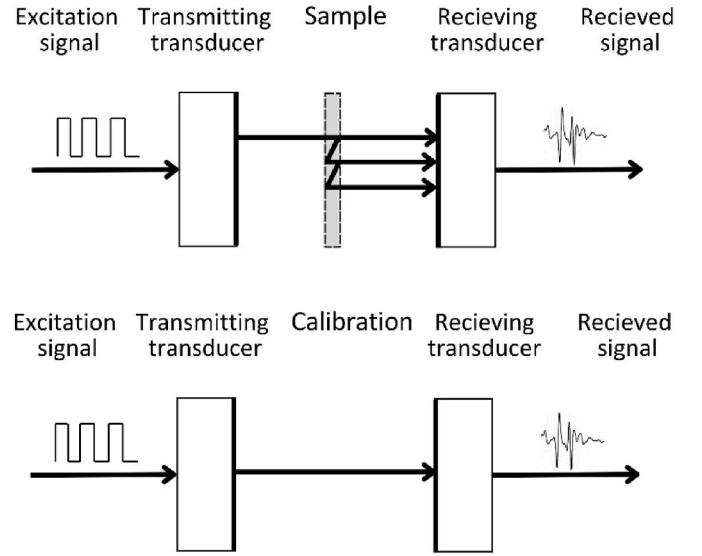 Excitation signal
Transmitting transducer
Sample
Recieving transducer
Recieved signal
Excitation signal
Transmitting transducer
Calibration
Recieving transducer
Recieved signal